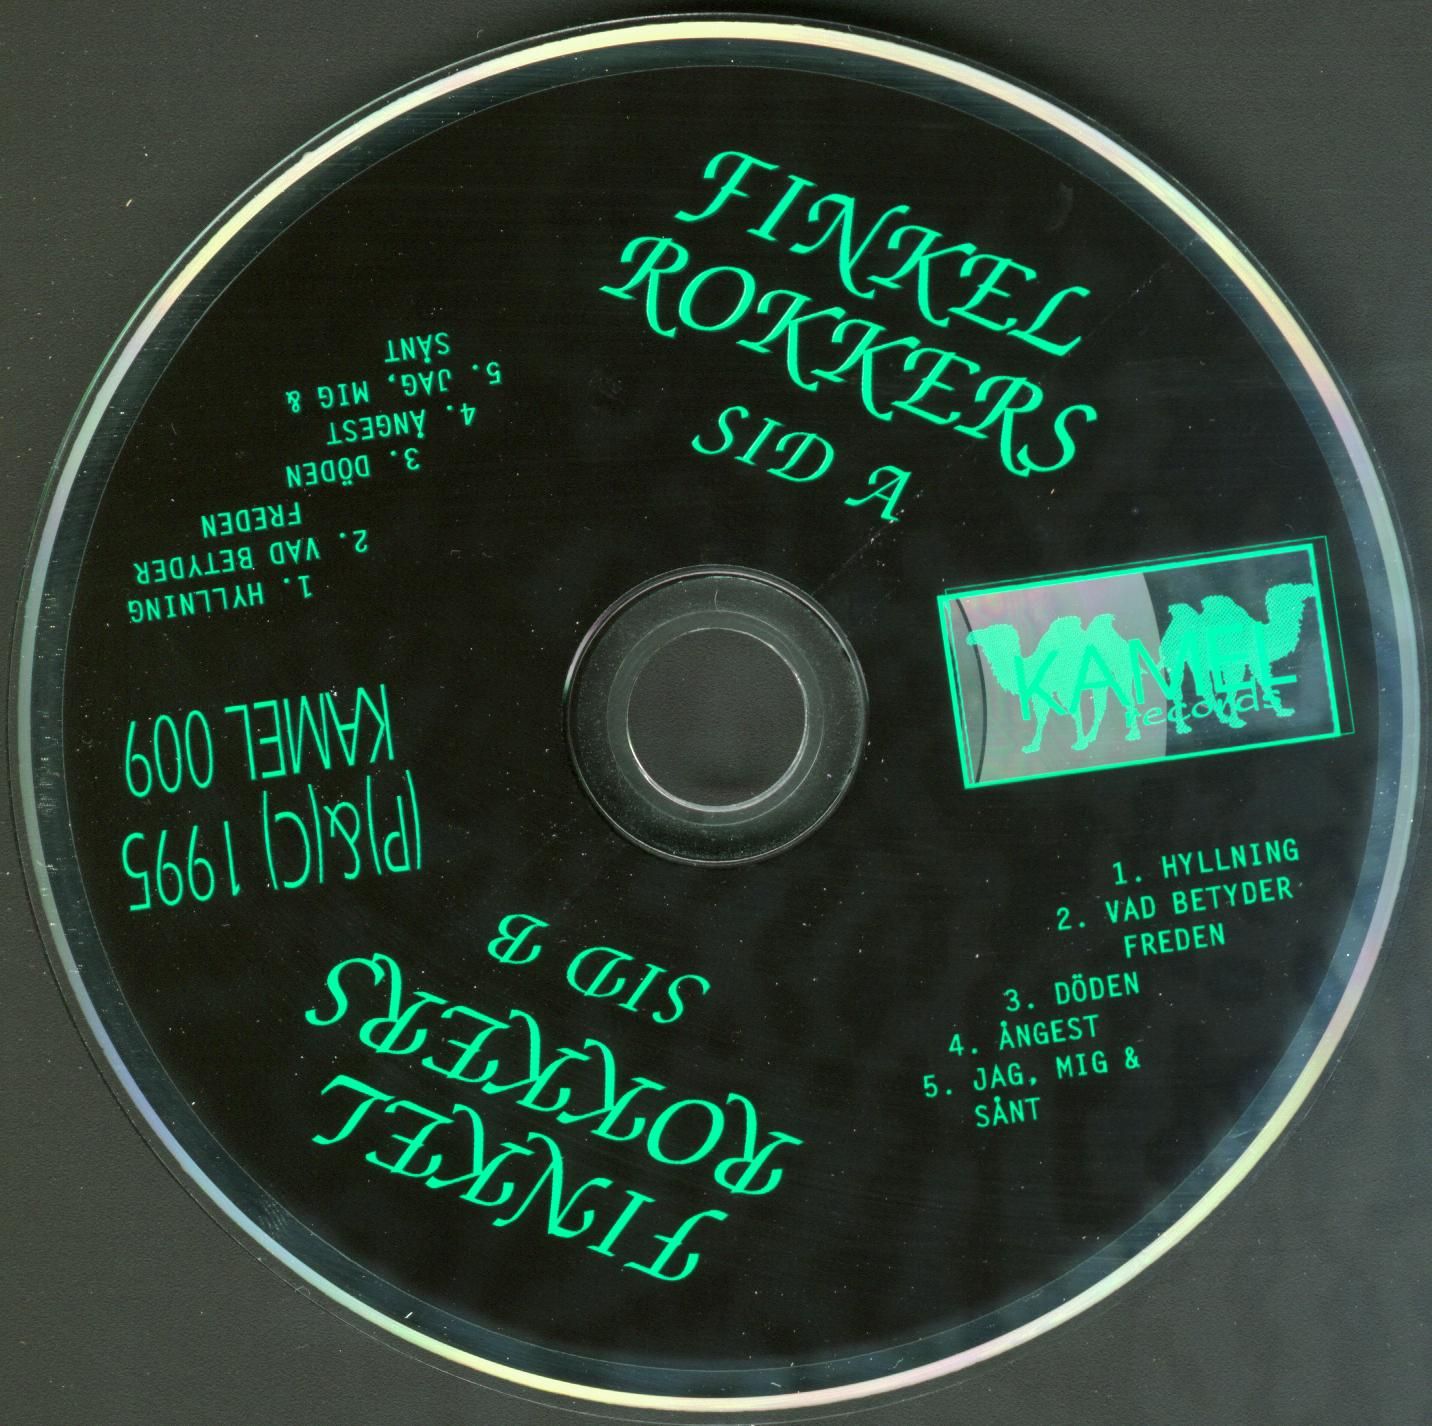 FINKEL
ROKKERS
SID A
KAMEL
records
1. HYLLNING
2. VAD BETYDER
FREDEN
3. DÖDEN
4. ÅNGEST
5. JAG, MIG &
SÅNT
FINKEL
ROKKERS
SID B
(P)&(C) 1995
KAMEL 009
1. HYLLNING
2. VAD BETYDER
FREDEN
3. DÖDEN
4. ÅNGEST
5. JAG, MIG &
SÅNT